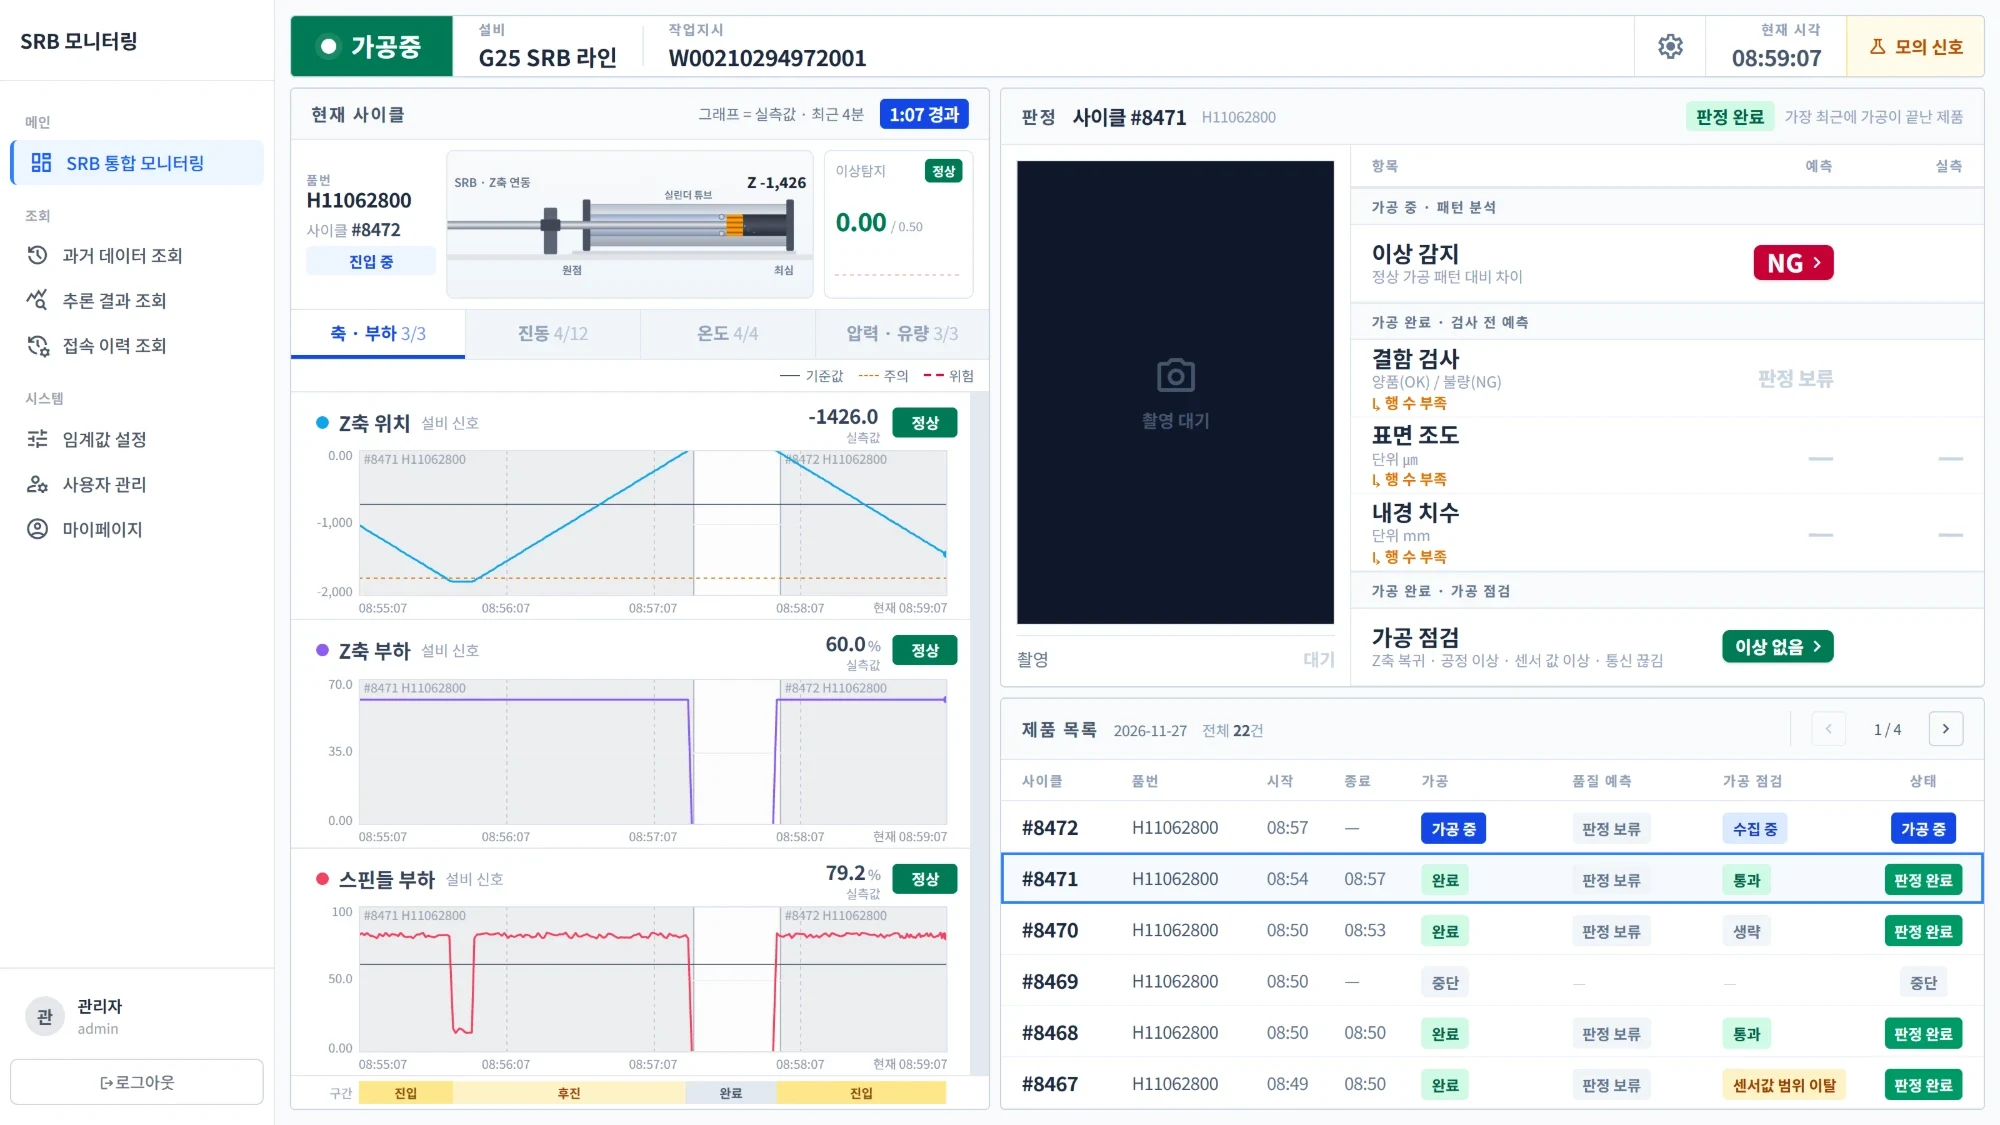 SRB 모니터링
메인
SRB 통합 모니터링
조회
과거 데이터 조회
추론 결과 조회
접속 이력 조회
시스템
임계값 설정
사용자 관리
마이페이지
관
관리자
admin
로그아웃
가공중
설비
G25 SRB 라인
작업지시
W00210294972001
현재 시각
08:59:07
모의 신호
현재 사이클
그래프 = 실측값 · 최근 4분
1:07 경과
품번
H11062800
사이클 #8472
진입 중
SRB · Z축 연동
Z -1,426
실린더 튜브
원점
최심
이상탐지
정상
0.00 / 0.50
축 · 부하 3/3
진동 4/12
온도 4/4
압력 · 유량 3/3
기준값
주의
위험
Z축 위치 설비 신호
-1426.0
실측값
정상
0.00
-1,000
-2,000
#8471 H11062800
#8472 H11062800
08:55:07
08:56:07
08:57:07
08:58:07
현재 08:59:07
Z축 부하 설비 신호
60.0 %
실측값
정상
70.0
35.0
0.00
#8471 H11062800
#8472 H11062800
08:55:07
08:56:07
08:57:07
08:58:07
현재 08:59:07
스핀들 부하 설비 신호
79.2 %
실측값
정상
100
50.0
0.00
#8471 H11062800
#8472 H11062800
08:55:07
08:56:07
08:57:07
08:58:07
현재 08:59:07
구간
진입
후진
완료
진입
판정 사이클 #8471 H11062800
판정 완료
가장 최근에 가공이 끝난 제품
촬영 대기
촬영
대기
항목
예측
실측
가공 중 · 패턴 분석
이상 감지
정상 가공 패턴 대비 차이
NG
가공 완료 · 검사 전 예측
결함 검사
양품(OK) / 불량(NG)
행 수 부족
판정 보류
표면 조도
단위 ㎛
행 수 부족
—
—
내경 치수
단위 mm
행 수 부족
—
—
가공 완료 · 가공 점검
가공 점검
Z축 복귀 · 공정 이상 · 센서 값 이상 · 통신 끊김
이상 없음
제품 목록 2026-11-27 전체 22건
1 / 4
사이클 품번 시작 종료 가공 품질 예측 가공 점검 상태
#8472 H11062800 08:57 — 가공 중 판정 보류 수집 중 가공 중
#8471 H11062800 08:54 08:57 완료 판정 보류 통과 판정 완료
#8470 H11062800 08:50 08:53 완료 판정 보류 생략 판정 완료
#8469 H11062800 08:50 — 중단 — — 중단
#8468 H11062800 08:50 08:50 완료 판정 보류 통과 판정 완료
#8467 H11062800 08:49 08:50 완료 판정 보류 센서값 범위 이탈 판정 완료